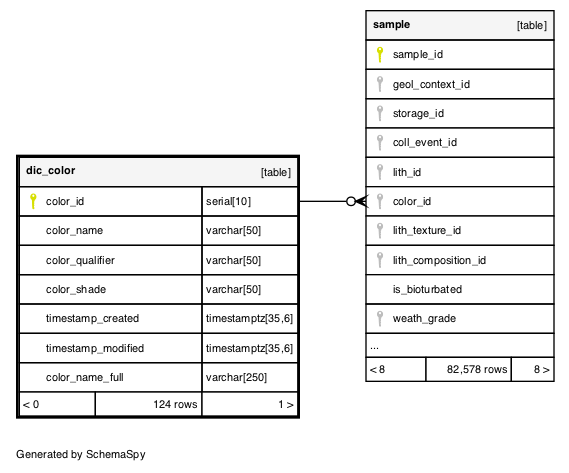 sample [table]
sample_id
geol_context_id
storage_id
coll_event_id
lith_id
color_id
lith_texture_id
lith_composition_id
is_bioturbated
weath_grade
...
< 8 82,578 rows 8 >
dic_color [table]
color_id serial[10]
color_name varchar[50]
color_qualifier varchar[50]
color_shade varchar[50]
timestamp_created timestamptz[35,6]
timestamp_modified timestamptz[35,6]
color_name_full varchar[250]
< 0 124 rows 1 >
Generated by SchemaSpy